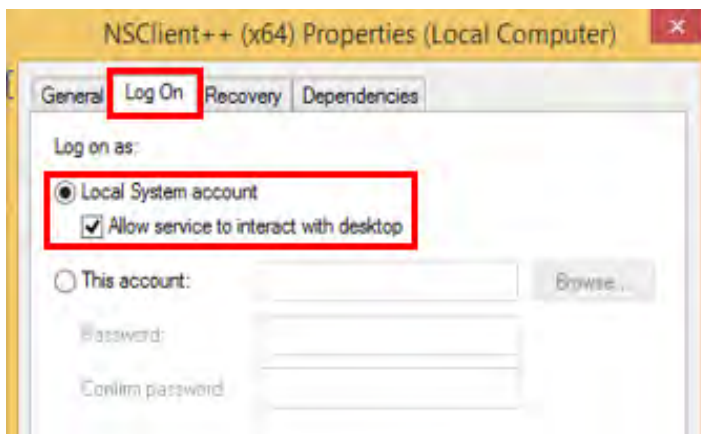 NSClient++ (x64) Properties (Local Computer)
General Log On Recovery Dependencies
Log on as:
Local System account
Allow service to interact with desktop
This account:
Browse...
Password:
Confirm password: